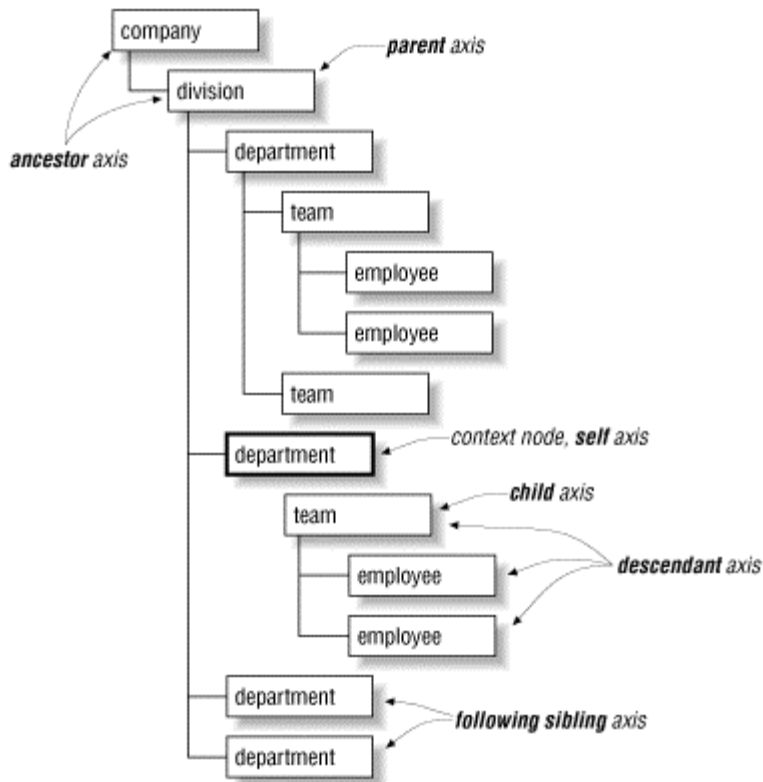 company
parent axis
division
ancestor axis
department
team
employee
employee
team
department
context node, self axis
child axis
team
employee
descendant axis
employee
department
following sibling axis
department